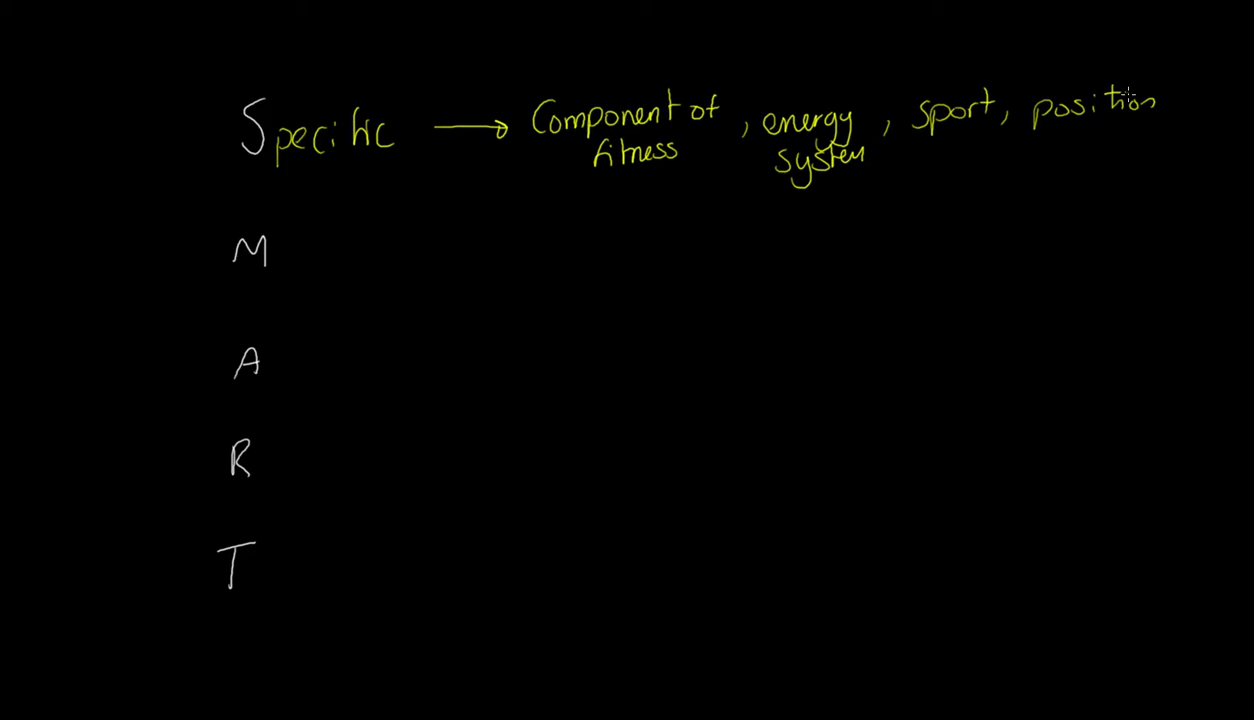 Specific → Component of fitness, energy system, sport, position
M
A
R
T